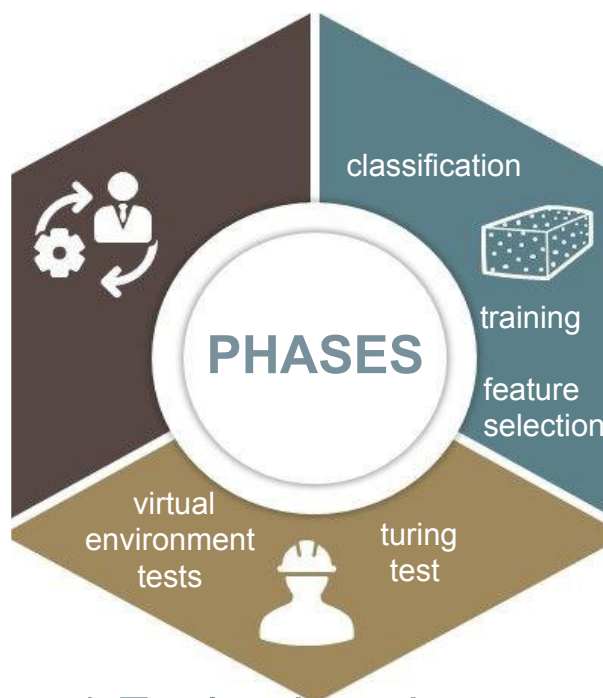 classification
PHASES
training
feature
selection
virtual
environment
tests
turing
test